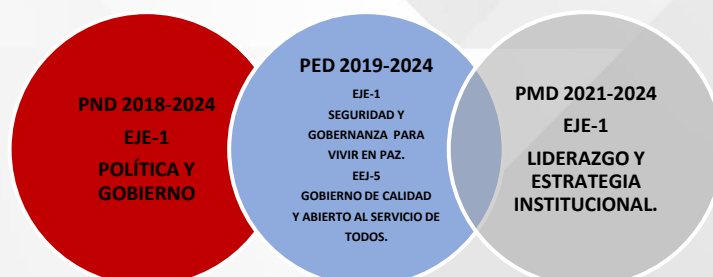 PND 2018-2024
EJE-1
POLÍTICA Y
GOBIERNO
PED 2019-2024
EJE-1
SEGURIDAD Y
GOBERNANZA PARA
VIVIR EN PAZ.
EEJ-5
GOBIERNO DE CALIDAD
Y ABIERTO AL SERVICIO DE
TODOS.
PMD 2021-2024
EJE-1
LIDERAZGO Y
ESTRATEGIA
INSTITUCIONAL.